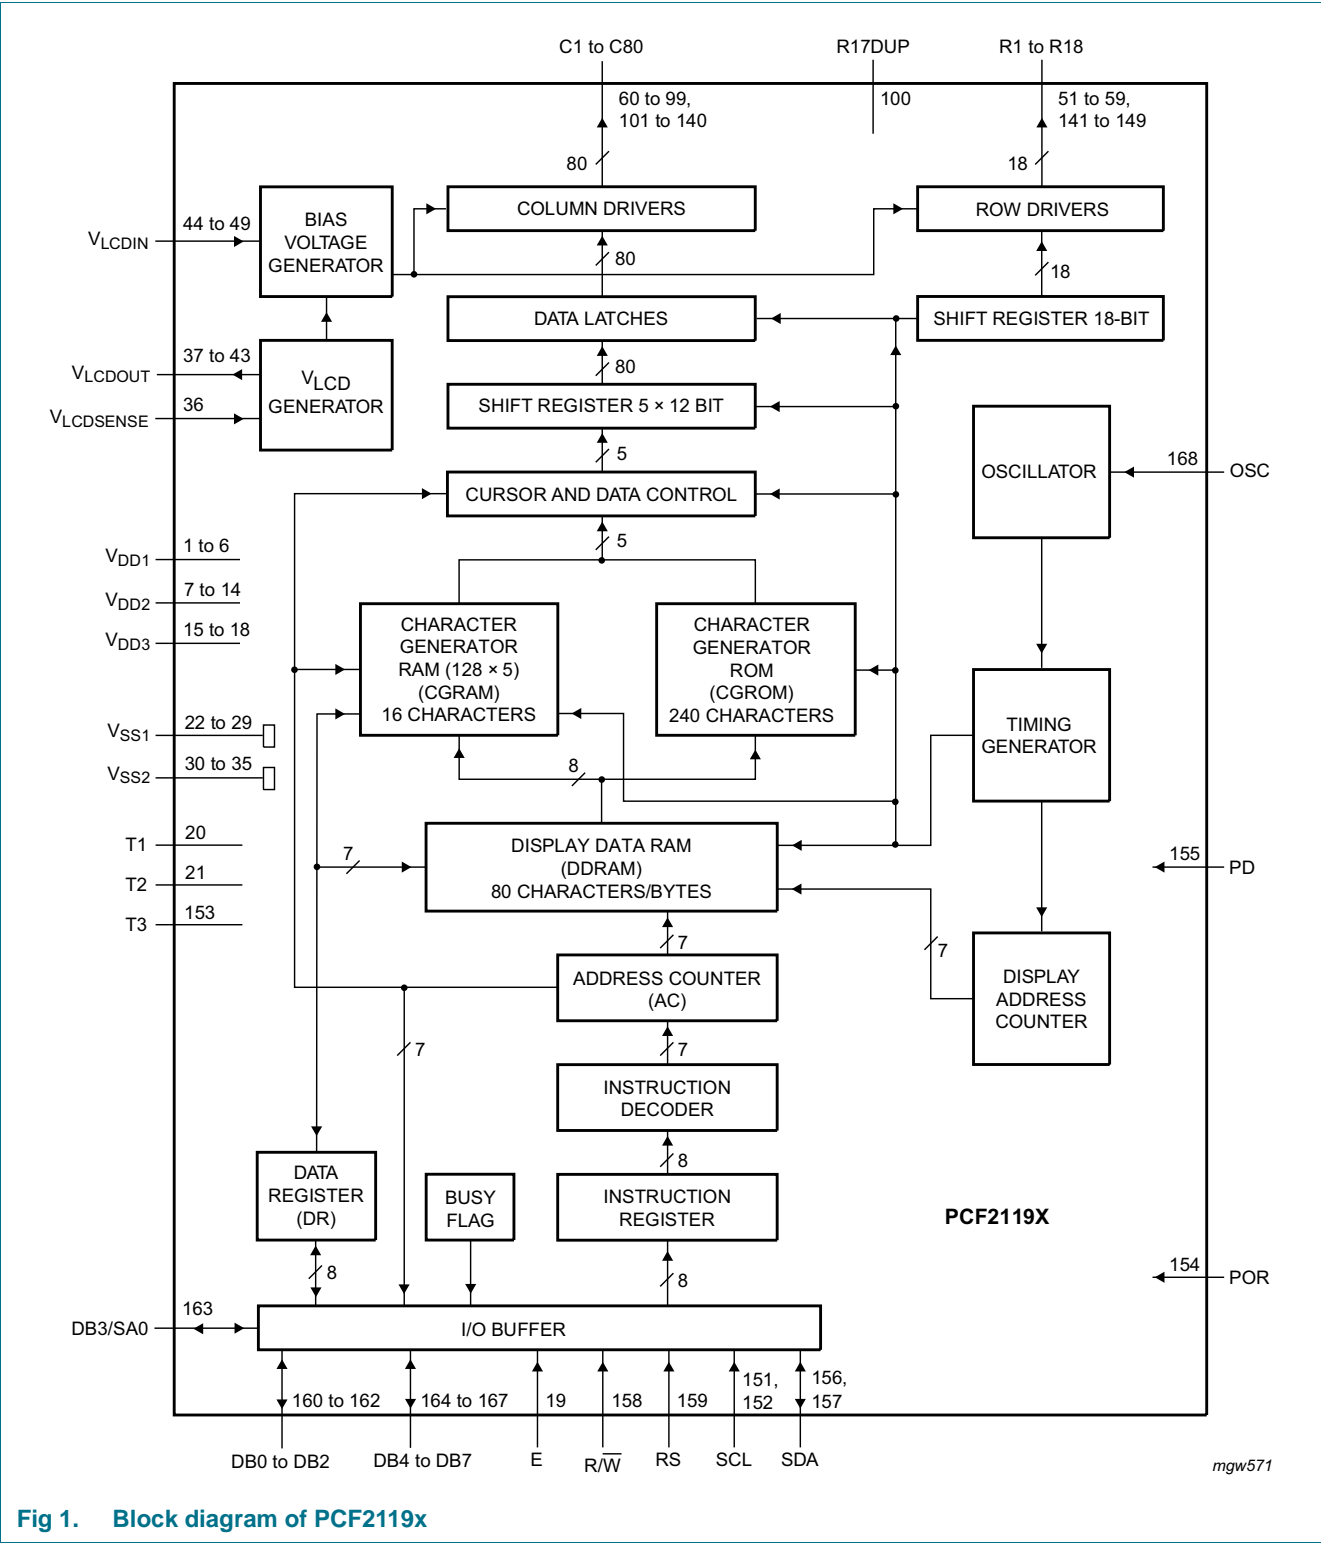 C1 to C80
R17DUP
R1 to R18
60 to 99,
101 to 140
100
51 to 59,
141 to 149
80
18
BIAS
VOLTAGE
GENERATOR
COLUMN DRIVERS
ROW DRIVERS
VLCDIN
44 to 49
80
18
DATA LATCHES
SHIFT REGISTER 18-BIT
VLCDOUT
37 to 43
VLCD
GENERATOR
VLCDSENSE
36
80
SHIFT REGISTER 5 × 12 BIT
5
CURSOR AND DATA CONTROL
OSCILLATOR
168
OSC
5
VDD1
1 to 6
VDD2
7 to 14
VDD3
15 to 18
CHARACTER
GENERATOR
RAM (128 × 5)
(CGRAM)
16 CHARACTERS
CHARACTER
GENERATOR
ROM
(CGROM)
240 CHARACTERS
VSS1
22 to 29
VSS2
30 to 35
TIMING
GENERATOR
8
T1
20
T2
21
T3
153
7
DISPLAY DATA RAM
(DDRAM)
80 CHARACTERS/BYTES
155
PD
7
7
ADDRESS COUNTER
(AC)
DISPLAY
ADDRESS
COUNTER
7
7
INSTRUCTION
DECODER
8
DATA
REGISTER
(DR)
BUSY
FLAG
INSTRUCTION
REGISTER
PCF2119X
8
8
154
POR
DB3/SA0
163
I/O BUFFER
160 to 162
164 to 167
19
158
159
151,
152
156,
157
DB0 to DB2
DB4 to DB7
E
R/W̅
RS
SCL
SDA
mgw571
Fig 1. Block diagram of PCF2119x